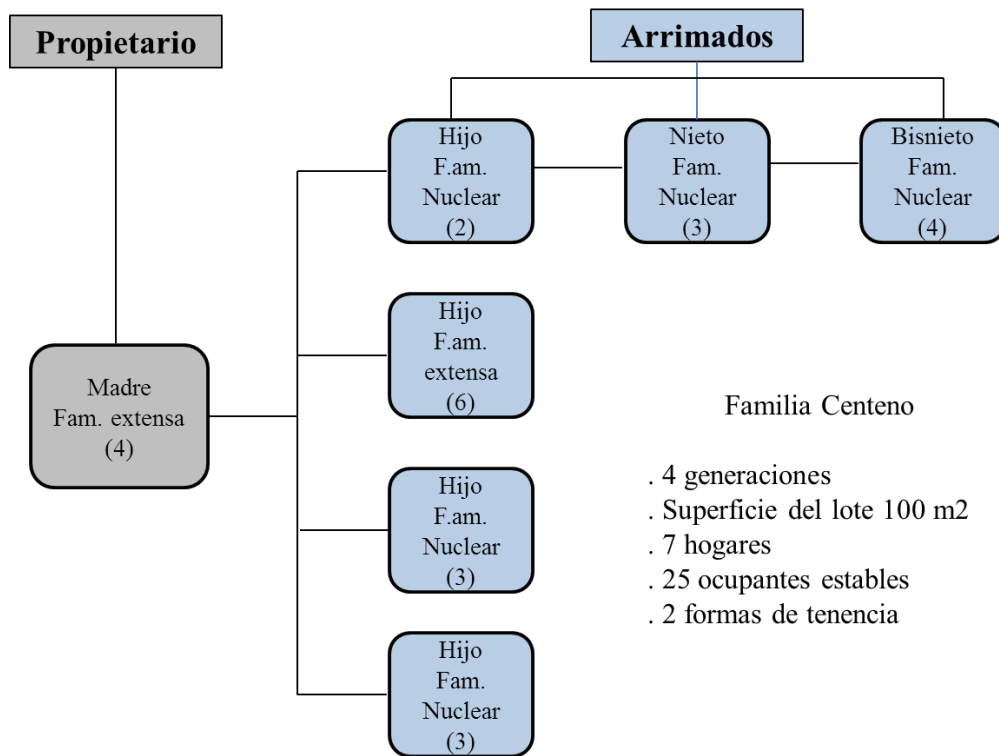 Propietario
Arrimados
Hijo
F.am.
Nuclear
(2)
Nieto
Fam.
Nuclear
(3)
Bisnieto
Fam.
Nuclear
(4)
Hijo
F.am.
extensa
(6)
Madre
Fam. extensa
(4)
Hijo
F.am.
Nuclear
(3)
Hijo
Fam.
Nuclear
(3)
Familia Centeno
. 4 generaciones
. Superficie del lote 100 m2
. 7 hogares
. 25 ocupantes estables
. 2 formas de tenencia